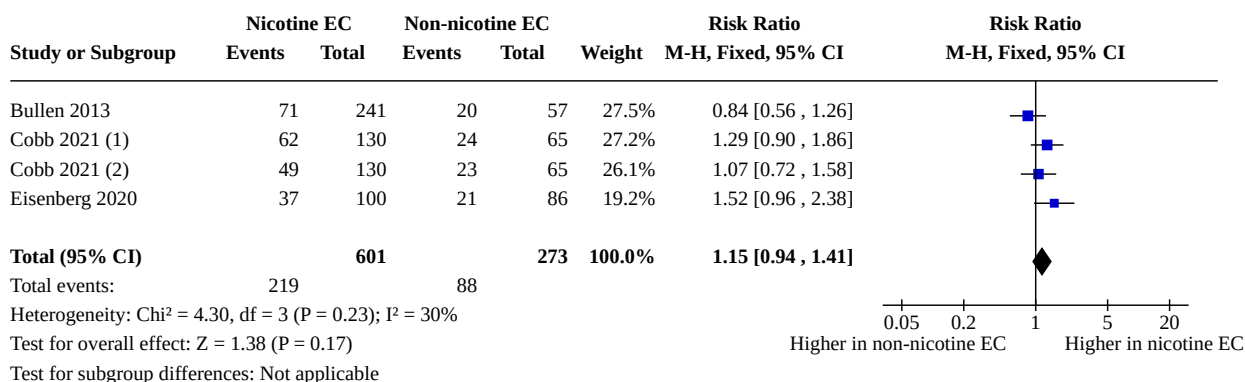 Nicotine EC Non-nicotine EC Risk Ratio Risk Ratio
Study or Subgroup Events Total Events Total Weight M-H, Fixed, 95% CI M-H, Fixed, 95% CI
Bullen 2013 71 241 20 57 27.5% 0.84 [0.56 , 1.26]
Cobb 2021 (1) 62 130 24 65 27.2% 1.29 [0.90 , 1.86]
Cobb 2021 (2) 49 130 23 65 26.1% 1.07 [0.72 , 1.58]
Eisenberg 2020 37 100 21 86 19.2% 1.52 [0.96 , 2.38]
Total (95% CI) 601 273 100.0% 1.15 [0.94 , 1.41]
Total events: 219 88
Heterogeneity: Chi² = 4.30, df = 3 (P = 0.23); I² = 30%
0.05 0.2 1 5 20
Test for overall effect: Z = 1.38 (P = 0.17) Higher in non-nicotine EC Higher in nicotine EC
Test for subgroup differences: Not applicable